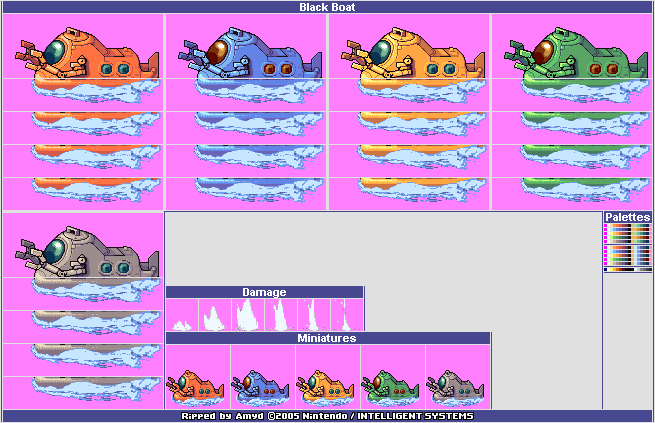 Black Boat
Palettes
Damage
Miniatures
Ripped by Amyd ©2005 Nintendo / INTELLIGENT SYSTEMS